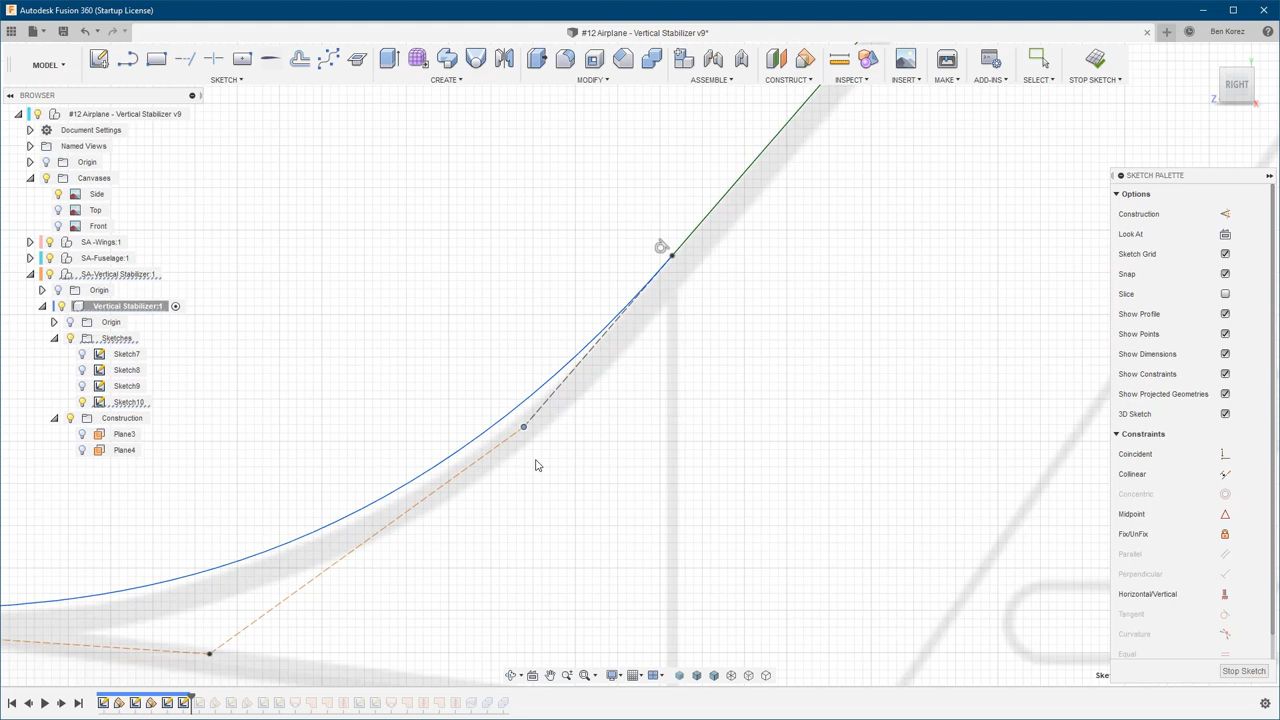 Autodesk Fusion 360 (Startup License)
#12 Airplane - Vertical Stabilizer v9*
Ben Korez
MODEL
SKETCH
CREATE
MODIFY
ASSEMBLE
CONSTRUCT
INSPECT
INSERT
MAKE
ADD-INS
SELECT
STOP SKETCH
BROWSER
RIGHT
Y
Z
X
#12 Airplane - Vertical Stabilizer v9
Document Settings
Named Views
Origin
Canvases
Side
Top
Front
SA -Wings:1
SA-Fuselage:1
SA-Vertical Stabilizer:1
Origin
Vertical Stabilizer:1
Origin
Sketches
Sketch7
Sketch8
Sketch9
Sketch10
Construction
Plane3
Plane4
SKETCH PALETTE
Options
Construction
Look At
Sketch Grid
Snap
Slice
Show Profile
Show Points
Show Dimensions
Show Constraints
Show Projected Geometries
3D Sketch
Constraints
Coincident
Collinear
Concentric
Midpoint
Fix/UnFix
Parallel
Perpendicular
Horizontal/Vertical
Tangent
Curvature
Equal
Stop Sketch